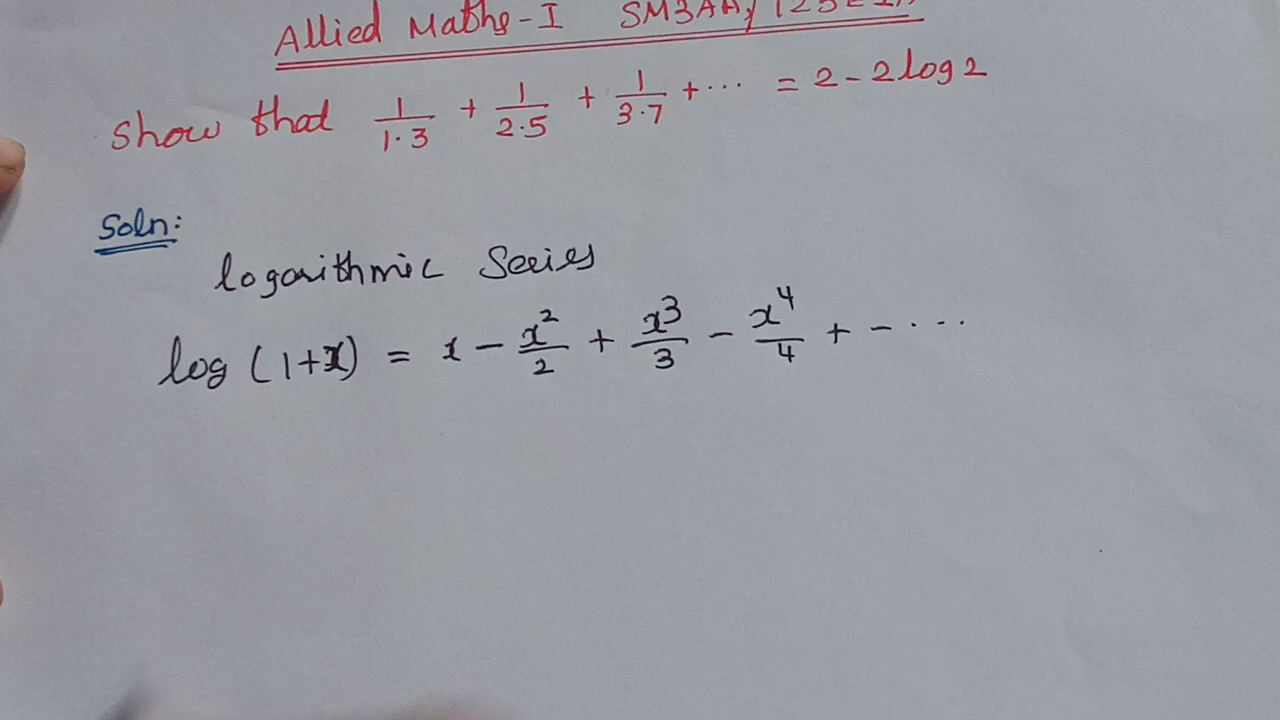 Allied Maths-I SM3AA
Show that 1/1·3 + 1/2·5 + 1/3·7 + ··· = 2 - 2 log 2
Soln:
logarithmic Series
log (1+x) = x - x²/2 + x³/3 - x⁴/4 + - ····